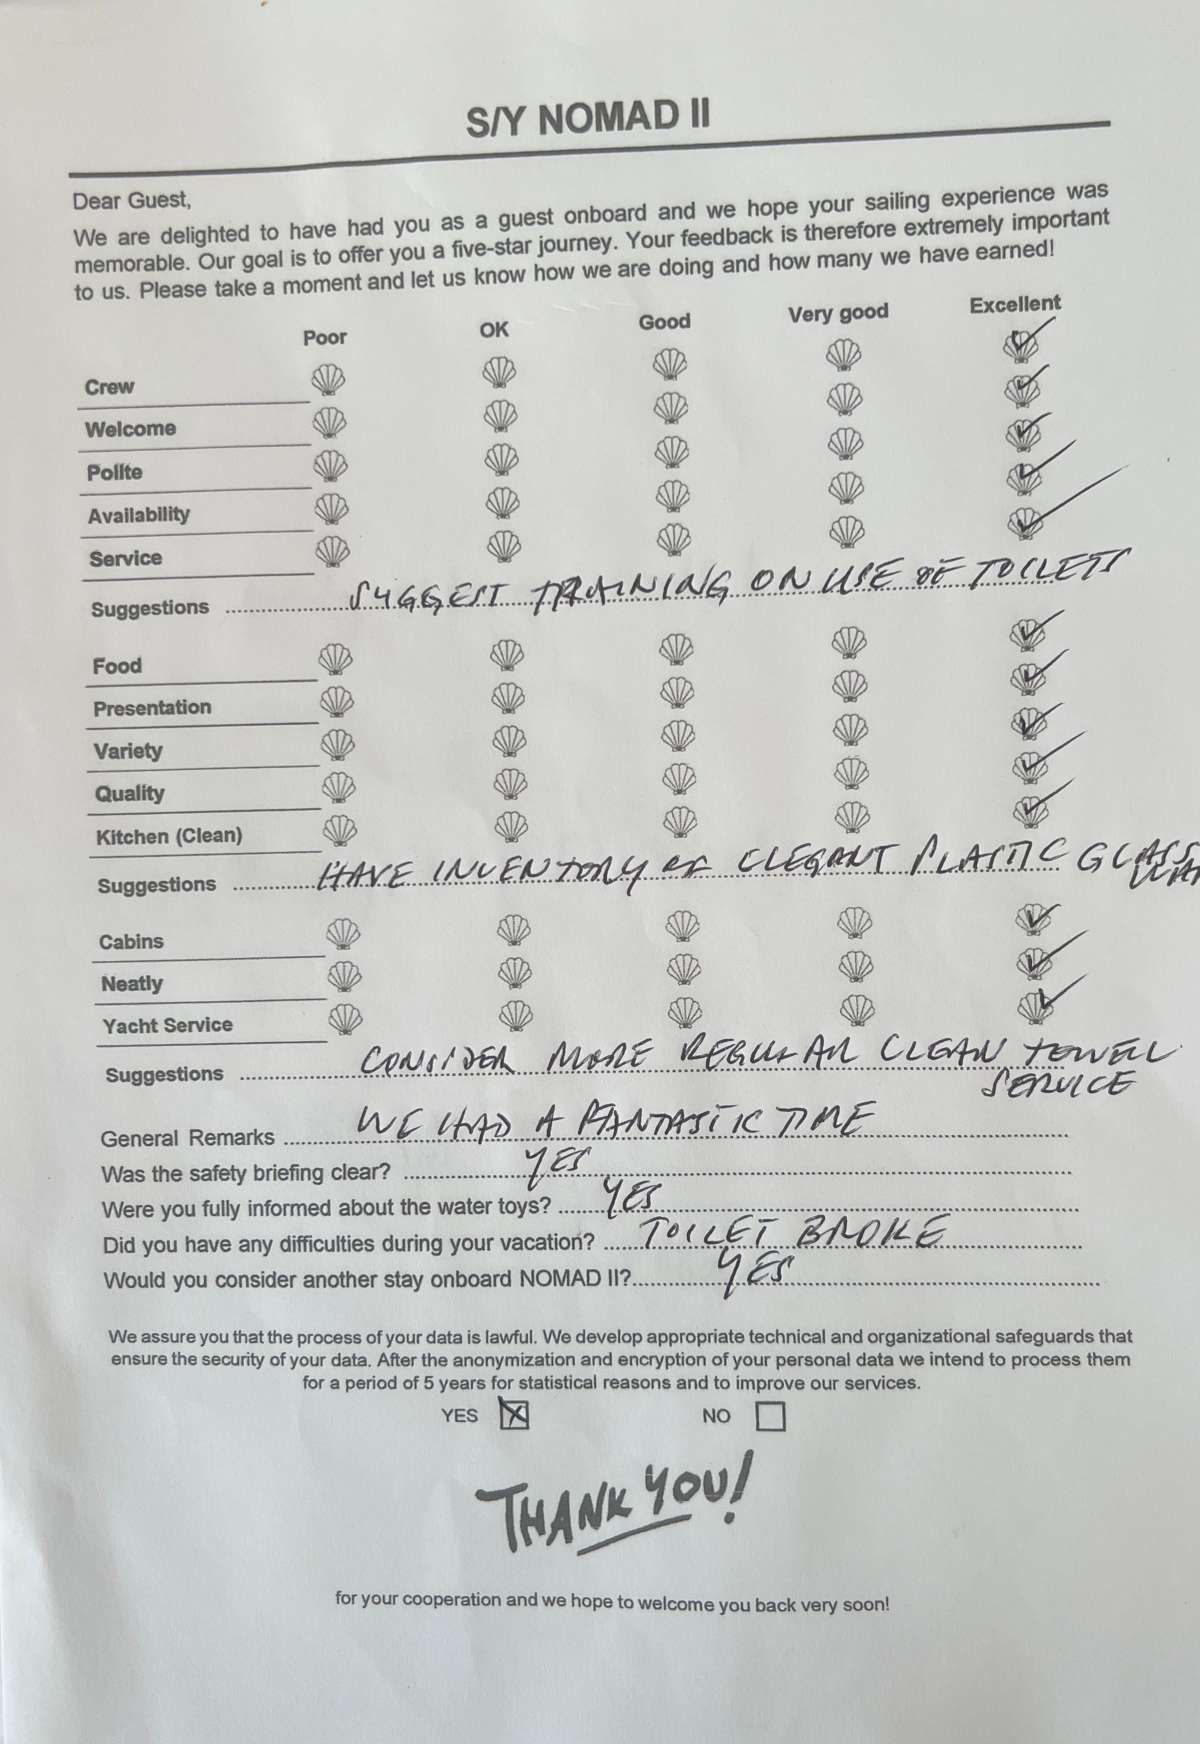 S/Y NOMAD II
Dear Guest,
We are delighted to have had you as a guest onboard and we hope your sailing experience was
memorable. Our goal is to offer you a five-star journey. Your feedback is therefore extremely important
to us. Please take a moment and let us know how we are doing and how many we have earned!
Poor OK Good Very good Excellent
Crew
Welcome
Polite
Availability
Service
Suggestions SUGGEST TRAINING ON USE OF TOILETS
Food
Presentation
Variety
Quality
Kitchen (Clean)
Suggestions HAVE INVENTORY OF ELEGANT PLASTIC GLASS
Cabins
Neatly
Yacht Service
Suggestions CONSIDER MORE REGULAR CLEAN TOWELL
SERVICE
General Remarks WE HAD A FANTASTIC TIME
Was the safety briefing clear? YES
Were you fully informed about the water toys? YES
Did you have any difficulties during your vacation? TOILET BROKE
Would you consider another stay onboard NOMAD II? YES
We assure you that the process of your data is lawful. We develop appropriate technical and organizational safeguards that
ensure the security of your data. After the anonymization and encryption of your personal data we intend to process them
for a period of 5 years for statistical reasons and to improve our services.
YES NO
THANK YOU!
for your cooperation and we hope to welcome you back very soon!